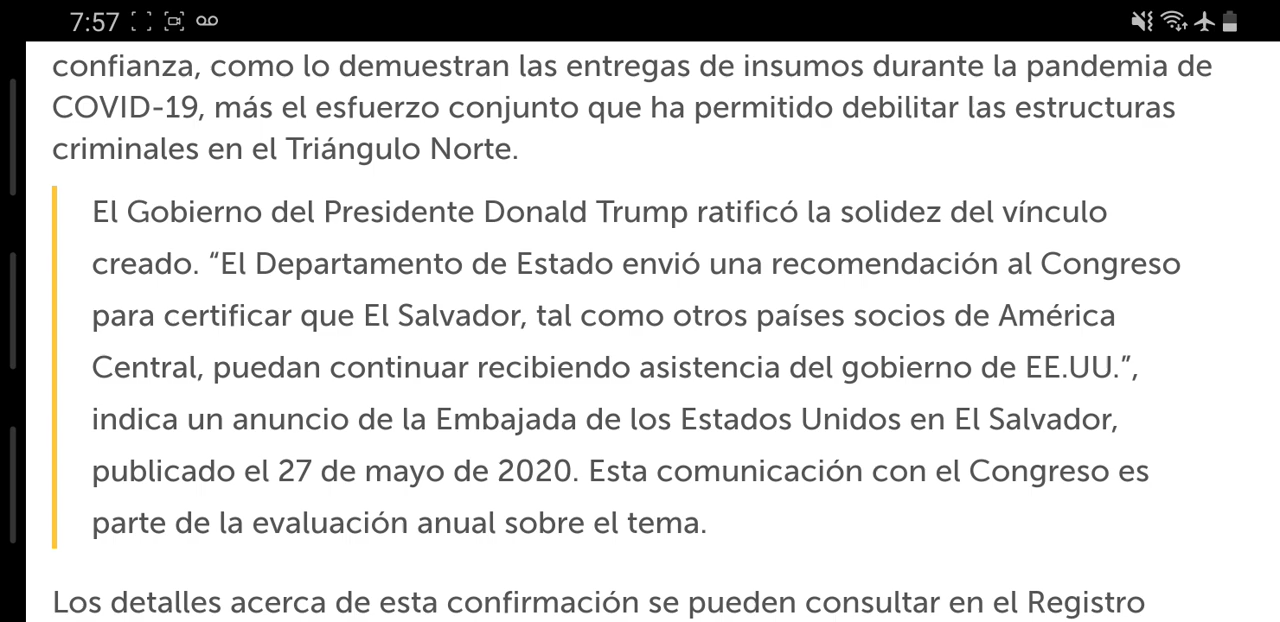 7:57
confianza, como lo demuestran las entregas de insumos durante la pandemia de
COVID-19, más el esfuerzo conjunto que ha permitido debilitar las estructuras
criminales en el Triángulo Norte.
El Gobierno del Presidente Donald Trump ratificó la solidez del vínculo
creado. “El Departamento de Estado envió una recomendación al Congreso
para certificar que El Salvador, tal como otros países socios de América
Central, puedan continuar recibiendo asistencia del gobierno de EE.UU.”,
indica un anuncio de la Embajada de los Estados Unidos en El Salvador,
publicado el 27 de mayo de 2020. Esta comunicación con el Congreso es
parte de la evaluación anual sobre el tema.
Los detalles acerca de esta confirmación se pueden consultar en el Registro